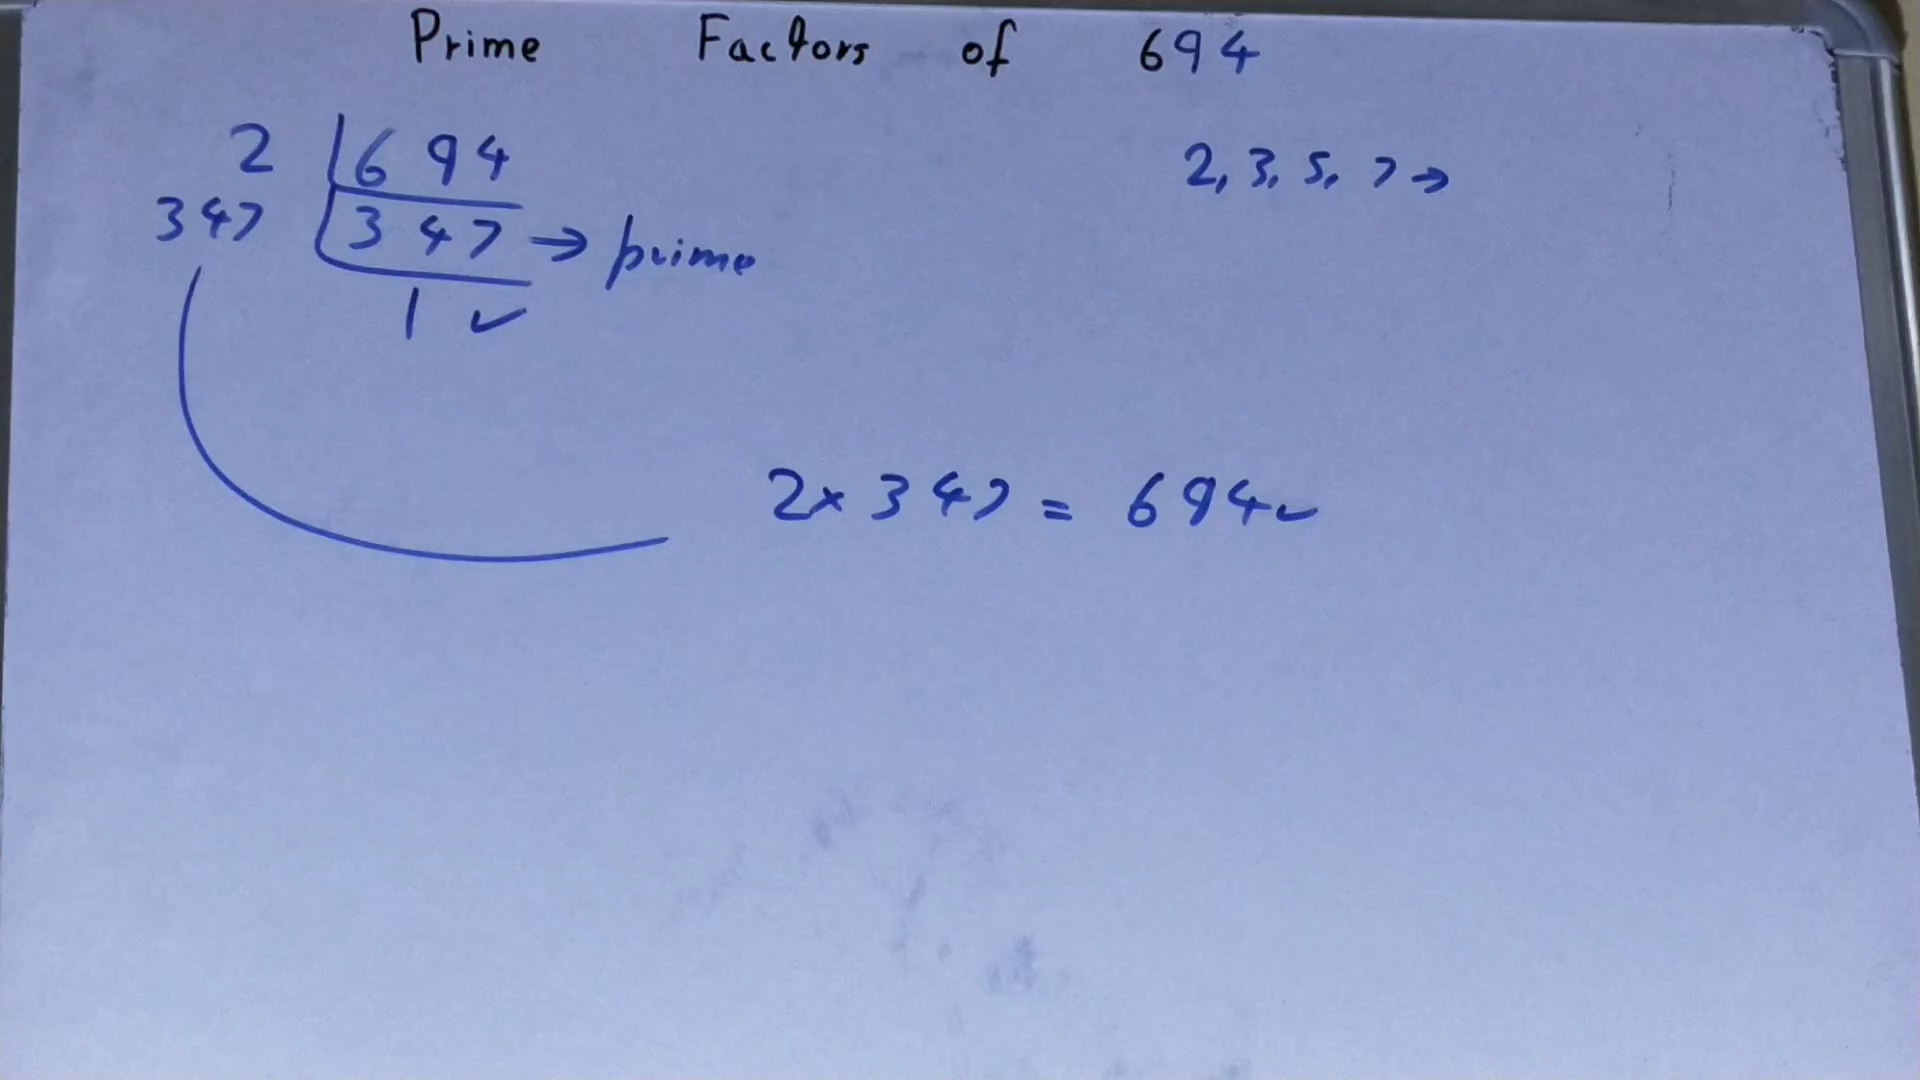 Prime Factors of 694
2 | 694
2, 3, 5, 7 →
347 | 347 → prime
1 ✓
2 × 347 = 694 ✓